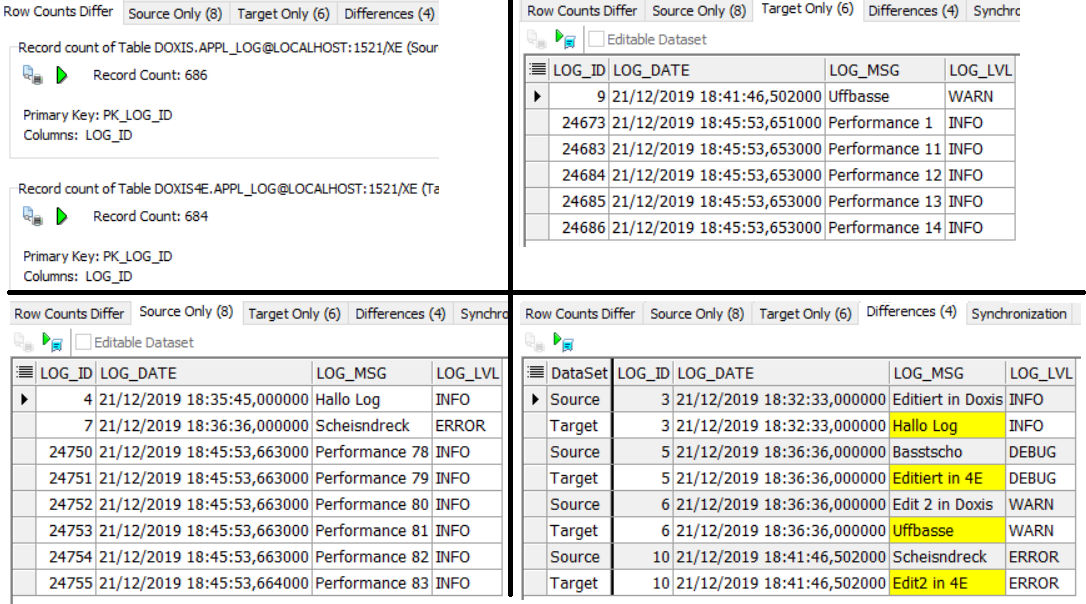 Row Counts Differ Source Only (8) Target Only (6) Differences (4)
Record count of Table DOXIS.APPL_LOG@LOCALHOST:1521/XE (Sour
Record Count: 686
Primary Key: PK_LOG_ID
Columns: LOG_ID
Record count of Table DOXIS4E.APPL_LOG@LOCALHOST:1521/XE (Ta
Record Count: 684
Primary Key: PK_LOG_ID
Columns: LOG_ID
Row Counts Differ Source Only (8) Target Only (6) Differences (4) Synchro
Editable Dataset
LOG_ID LOG_DATE LOG_MSG LOG_LVL
9 21/12/2019 18:41:46,502000 Uffbasse WARN
24673 21/12/2019 18:45:53,651000 Performance 1 INFO
24683 21/12/2019 18:45:53,653000 Performance 11 INFO
24684 21/12/2019 18:45:53,653000 Performance 12 INFO
24685 21/12/2019 18:45:53,653000 Performance 13 INFO
24686 21/12/2019 18:45:53,653000 Performance 14 INFO
Row Counts Differ Source Only (8) Target Only (6) Differences (4) Synchro
Editable Dataset
LOG_ID LOG_DATE LOG_MSG LOG_LVL
4 21/12/2019 18:35:45,000000 Hallo Log INFO
7 21/12/2019 18:36:36,000000 Scheisndreck ERROR
24750 21/12/2019 18:45:53,663000 Performance 78 INFO
24751 21/12/2019 18:45:53,663000 Performance 79 INFO
24752 21/12/2019 18:45:53,663000 Performance 80 INFO
24753 21/12/2019 18:45:53,663000 Performance 81 INFO
24754 21/12/2019 18:45:53,663000 Performance 82 INFO
24755 21/12/2019 18:45:53,664000 Performance 83 INFO
Row Counts Differ Source Only (8) Target Only (6) Differences (4) Synchronization
DataSet LOG_ID LOG_DATE LOG_MSG LOG_LVL
Source 3 21/12/2019 18:32:33,000000 Editiert in Doxis INFO
Target 3 21/12/2019 18:32:33,000000 Hallo Log INFO
Source 5 21/12/2019 18:36:36,000000 Basstscho DEBUG
Target 5 21/12/2019 18:36:36,000000 Editiert in 4E DEBUG
Source 6 21/12/2019 18:36:36,000000 Edit 2 in Doxis WARN
Target 6 21/12/2019 18:36:36,000000 Uffbasse WARN
Source 10 21/12/2019 18:41:46,502000 Scheisndreck ERROR
Target 10 21/12/2019 18:41:46,502000 Edit2 in 4E ERROR